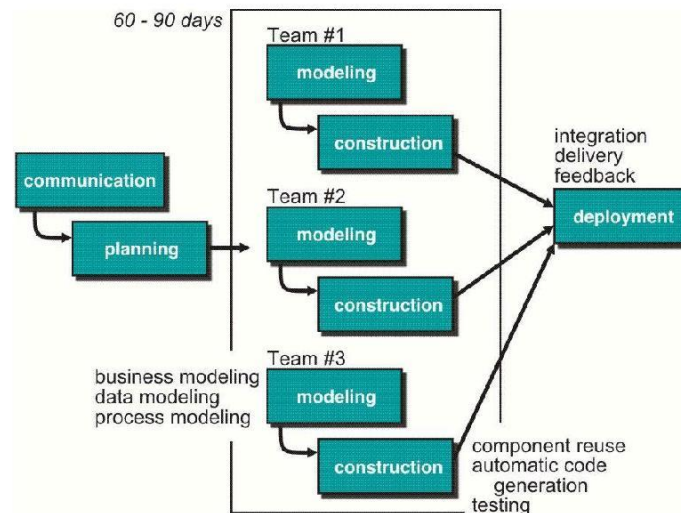 60 - 90 days
Team #1
modeling
construction
communication
planning
Team #2
modeling
construction
integration
delivery
feedback
deployment
Team #3
business modeling
data modeling
process modeling
modeling
construction
component reuse
automatic code
generation
testing